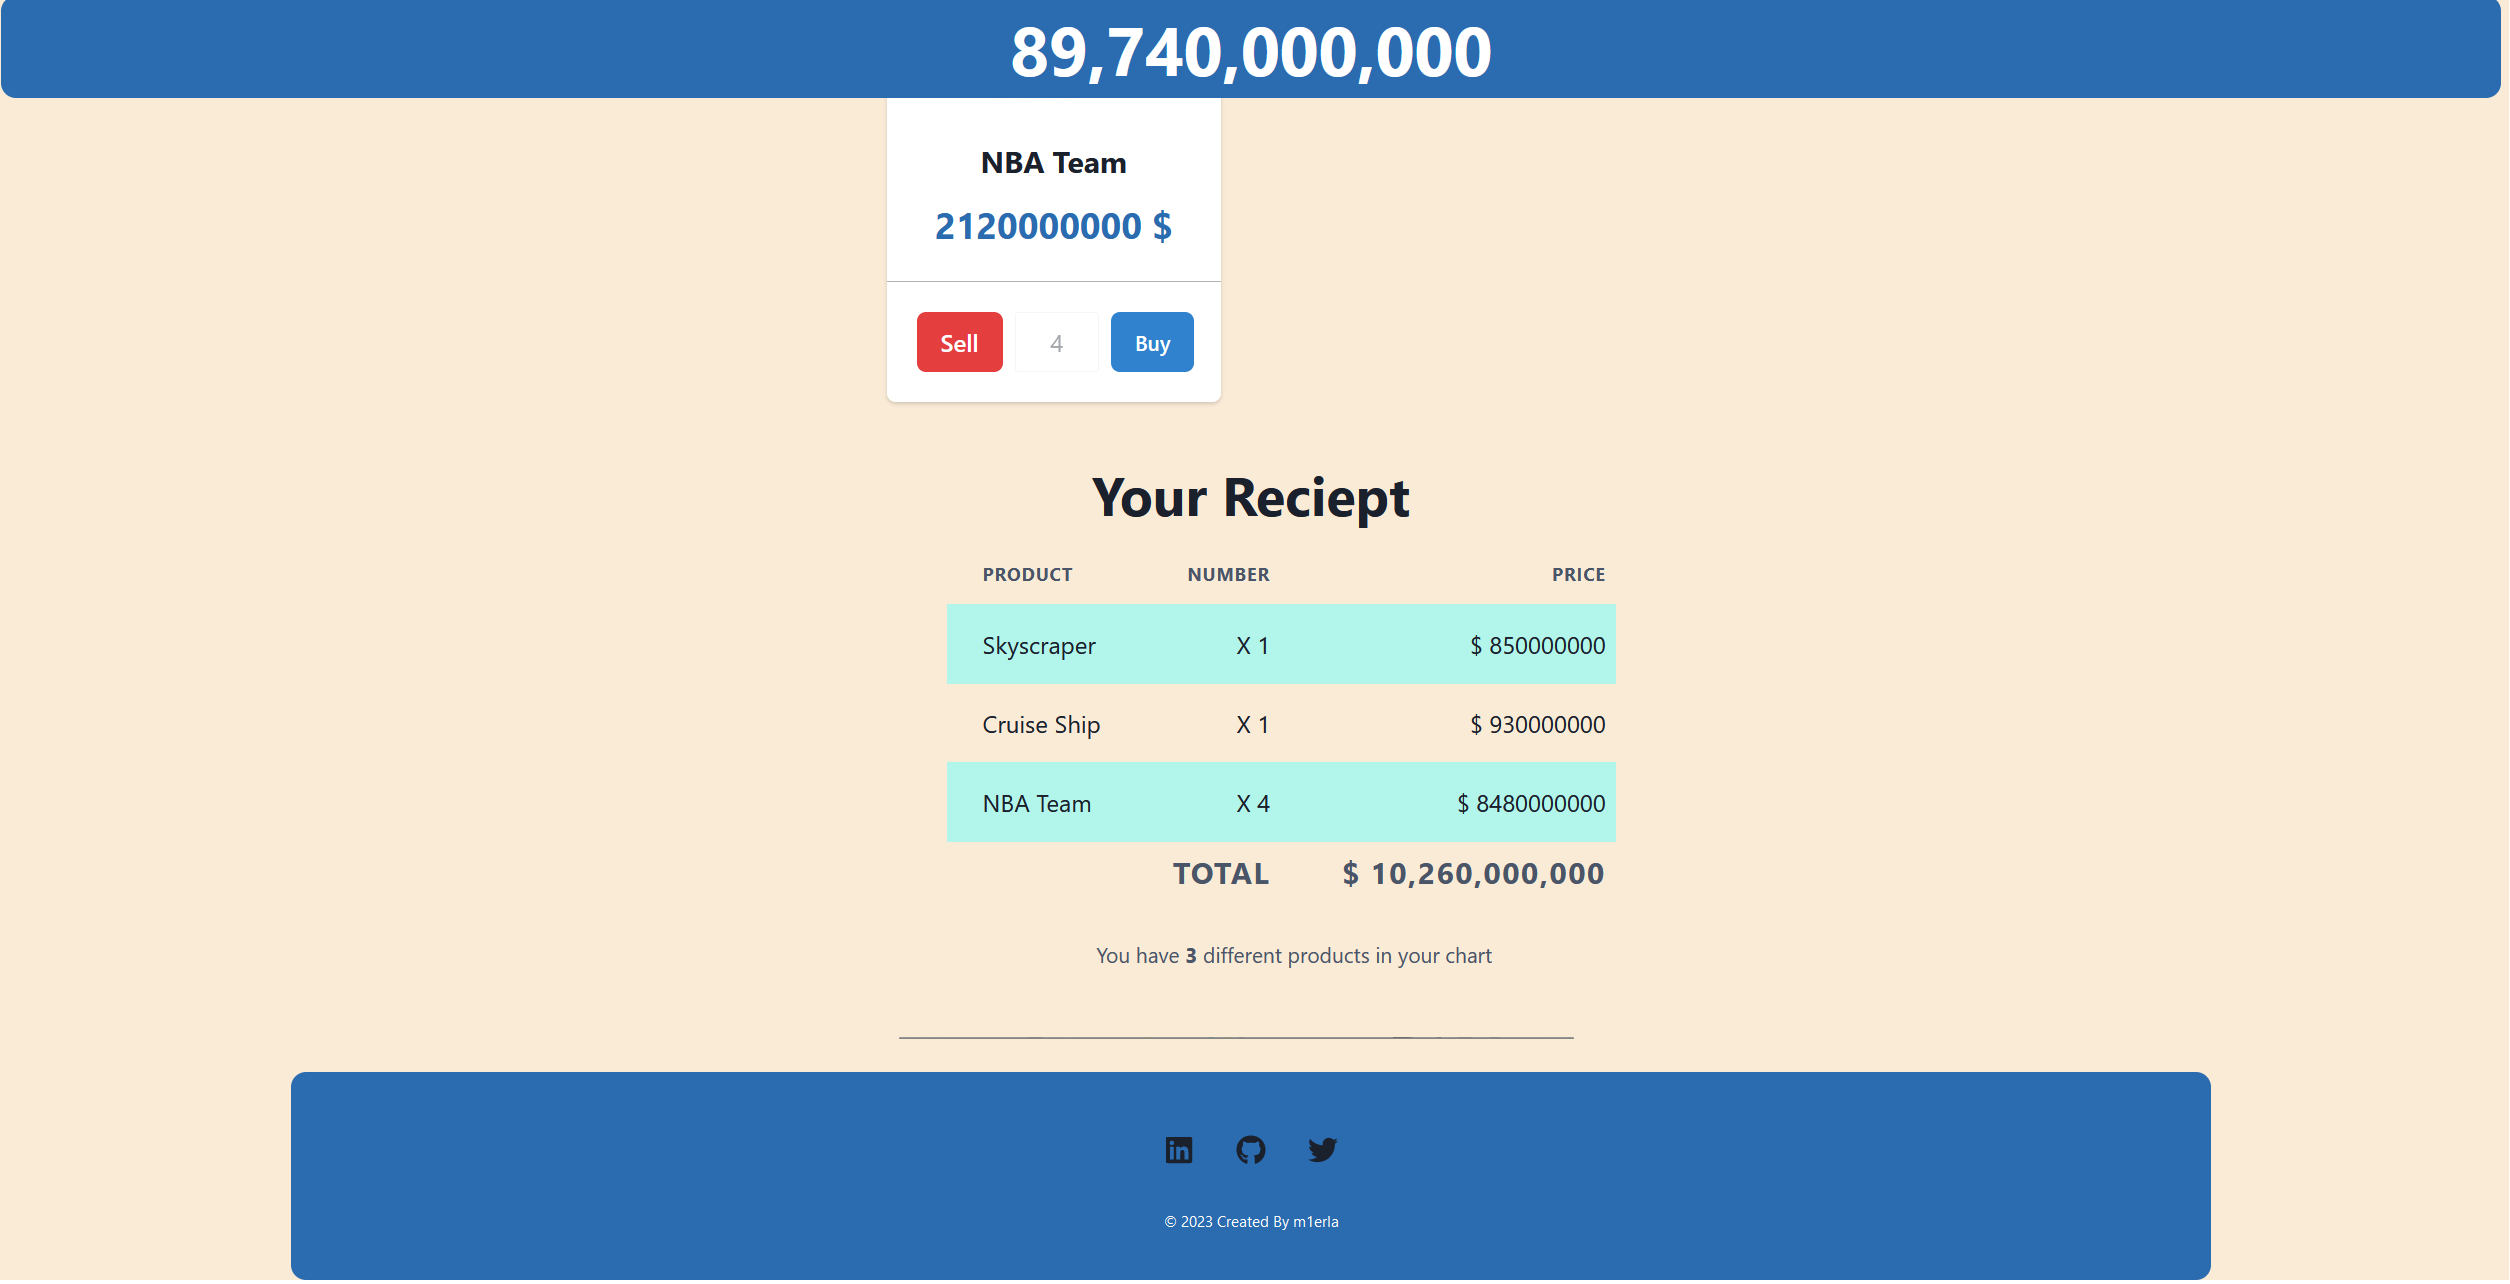 89,740,000,000
NBA Team
2120000000 $
Sell 4 Buy
Your Reciept
PRODUCT NUMBER PRICE
Skyscraper X 1 $ 850000000
Cruise Ship X 1 $ 930000000
NBA Team X 4 $ 8480000000
TOTAL $ 10,260,000,000
You have 3 different products in your chart
in
© 2023 Created By m1erla